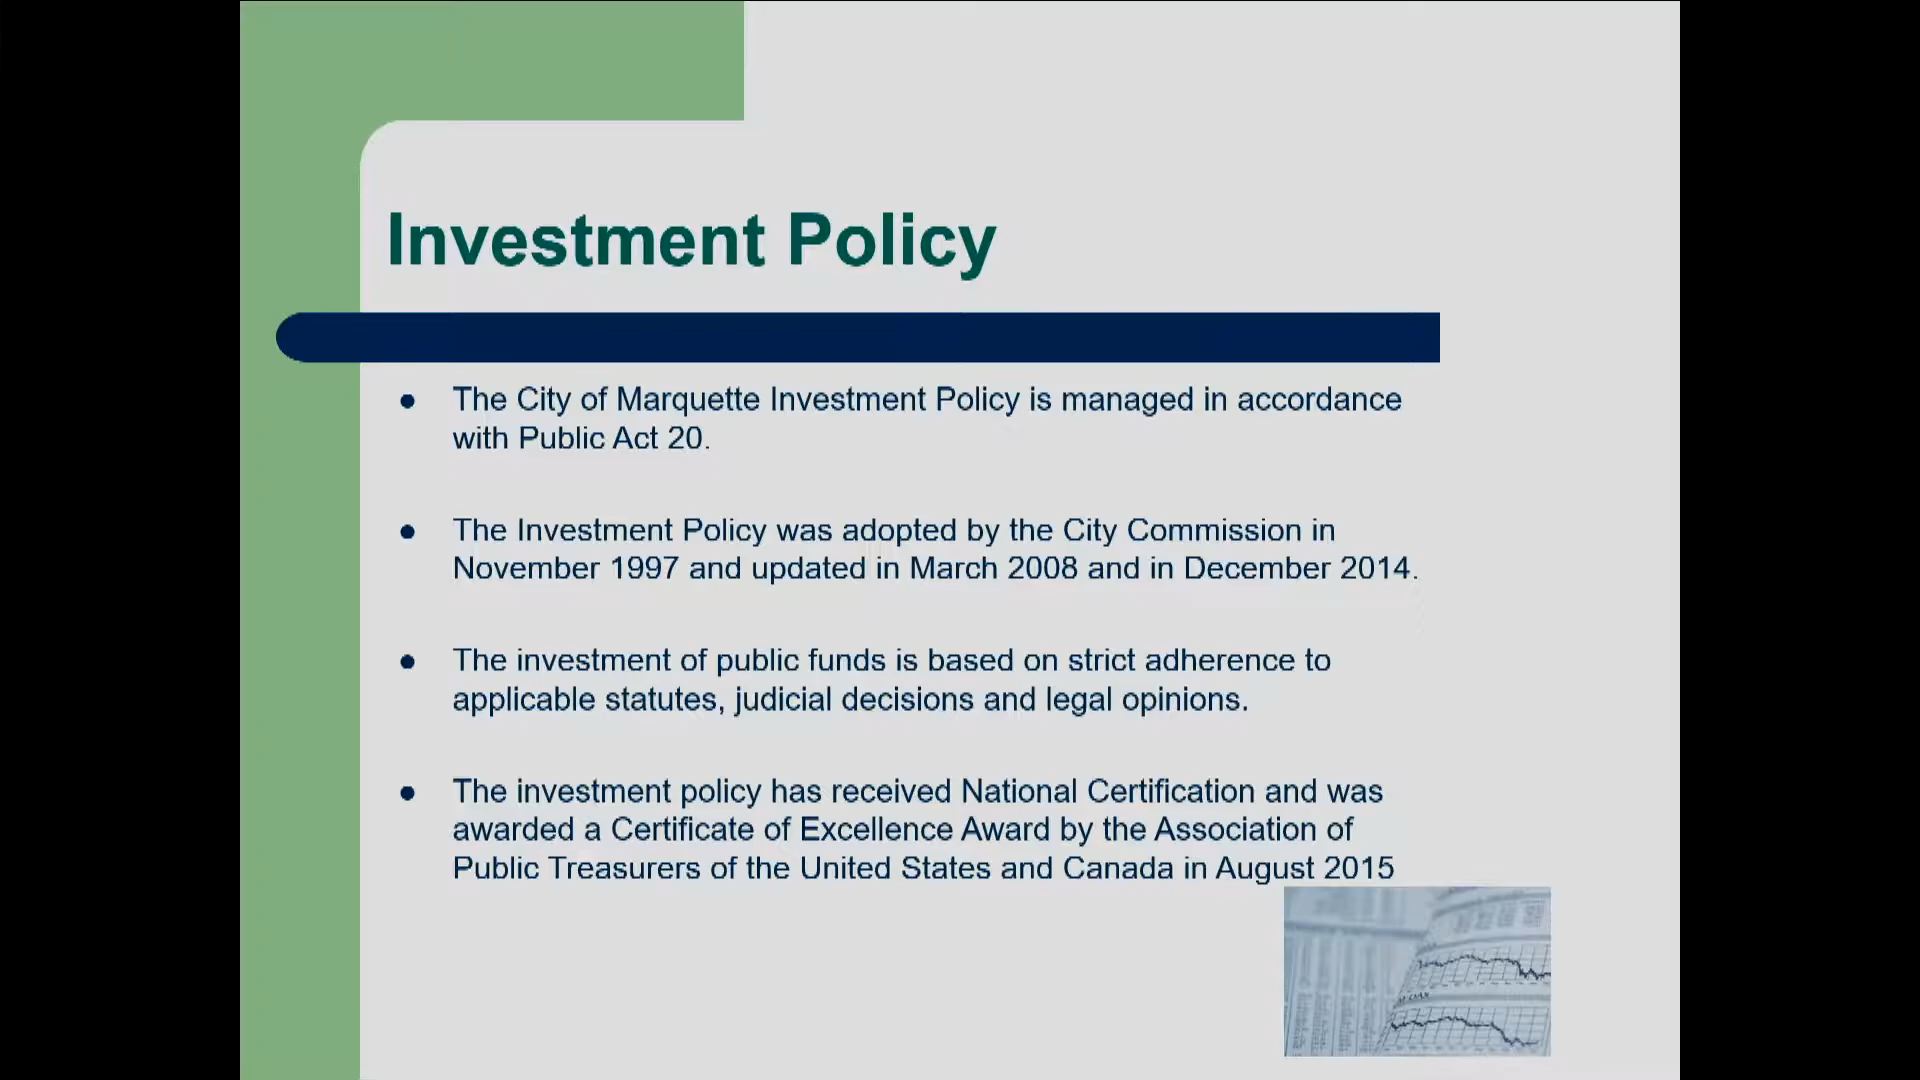 Investment Policy
● The City of Marquette Investment Policy is managed in accordance
with Public Act 20.
● The Investment Policy was adopted by the City Commission in
November 1997 and updated in March 2008 and in December 2014.
● The investment of public funds is based on strict adherence to
applicable statutes, judicial decisions and legal opinions.
● The investment policy has received National Certification and was
awarded a Certificate of Excellence Award by the Association of
Public Treasurers of the United States and Canada in August 2015